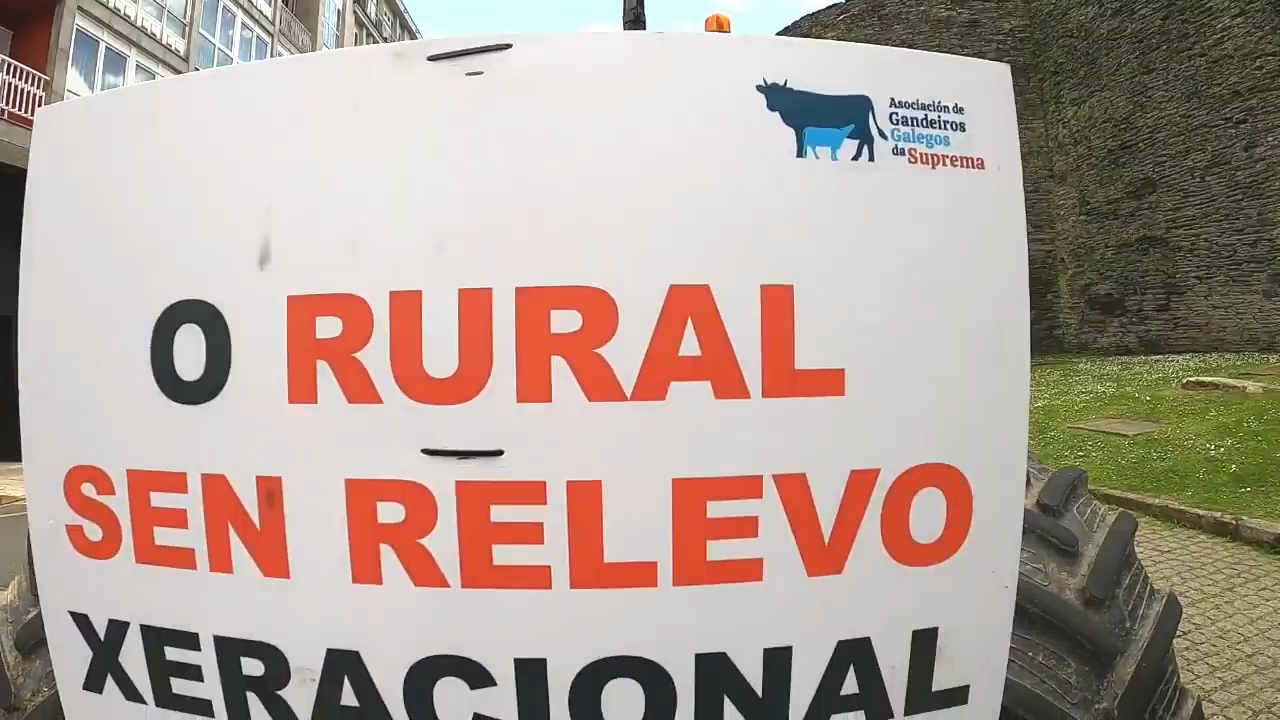 Asociación de
Gandeiros
Galegos
da Suprema
O RURAL
SEN RELEVO
XERACIONAL